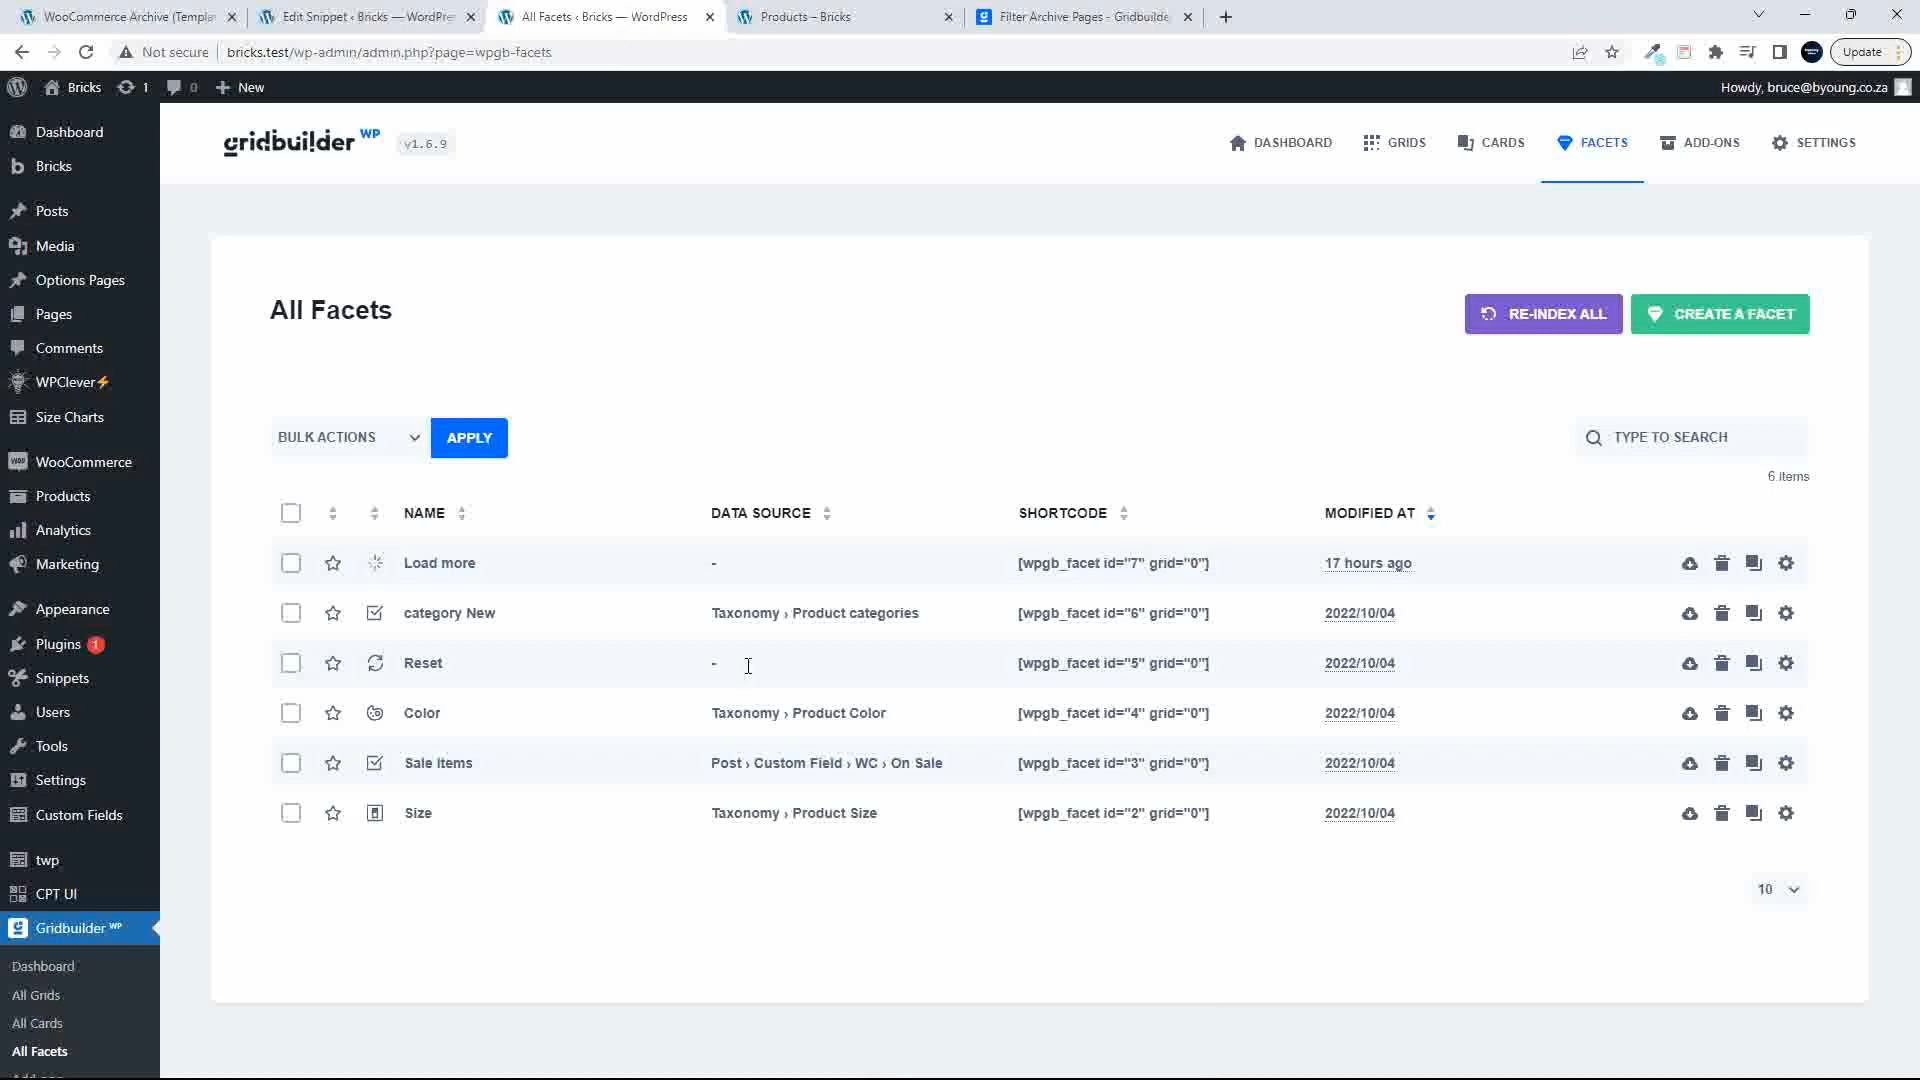 WooCommerce Archive (Templa
Edit Snippet ‹ Bricks — WordPre
All Facets ‹ Bricks — WordPress
Products – Bricks
Filter Archive Pages - Gridbuilde
Not secure
bricks.test/wp-admin/admin.php?page=wpgb-facets
Update
Bricks
1
0
New
Howdy, bruce@byoung.co.za
Dashboard
Bricks
Posts
Media
Options Pages
Pages
Comments
WPClever⚡
Size Charts
WooCommerce
Products
Analytics
Marketing
Appearance
Plugins 1
Snippets
Users
Tools
Settings
Custom Fields
twp
CPT UI
Gridbuilder WP
Dashboard
All Grids
All Cards
All Facets
gridbuilder WP
v1.6.9
DASHBOARD
GRIDS
CARDS
FACETS
ADD-ONS
SETTINGS
All Facets
RE-INDEX ALL
CREATE A FACET
BULK ACTIONS
APPLY
TYPE TO SEARCH
6 items
NAME DATA SOURCE SHORTCODE MODIFIED AT
Load more - [wpgb_facet id="7" grid="0"] 17 hours ago
category New Taxonomy › Product categories [wpgb_facet id="6" grid="0"] 2022/10/04
Reset - [wpgb_facet id="5" grid="0"] 2022/10/04
Color Taxonomy › Product Color [wpgb_facet id="4" grid="0"] 2022/10/04
Sale Items Post › Custom Field › WC › On Sale [wpgb_facet id="3" grid="0"] 2022/10/04
Size Taxonomy › Product Size [wpgb_facet id="2" grid="0"] 2022/10/04
10